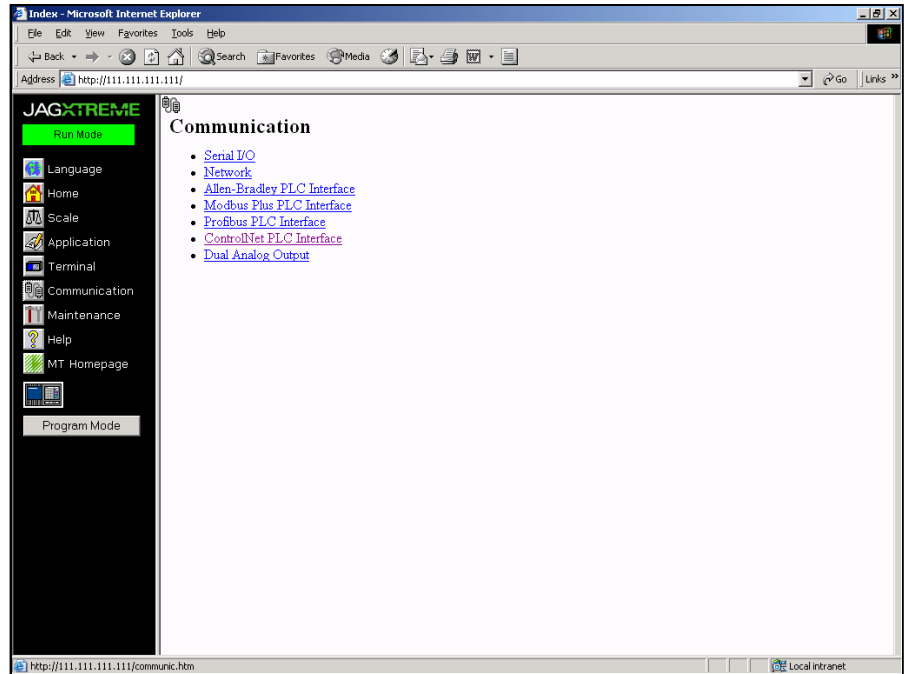 Index - Microsoft Internet Explorer
File Edit View Favorites Tools Help
Back Search Favorites Media
Address http://111.111.111.111/ Go Links »
JAGXTREME
Run Mode
Language
Home
Scale
Application
Terminal
Communication
Maintenance
Help
MT Homepage
Program Mode
Communication
• Serial I/O
• Network
• Allen-Bradley PLC Interface
• Modbus Plus PLC Interface
• Profibus PLC Interface
• ControlNet PLC Interface
• Dual Analog Output
http://111.111.111.111/communic.htm Local intranet